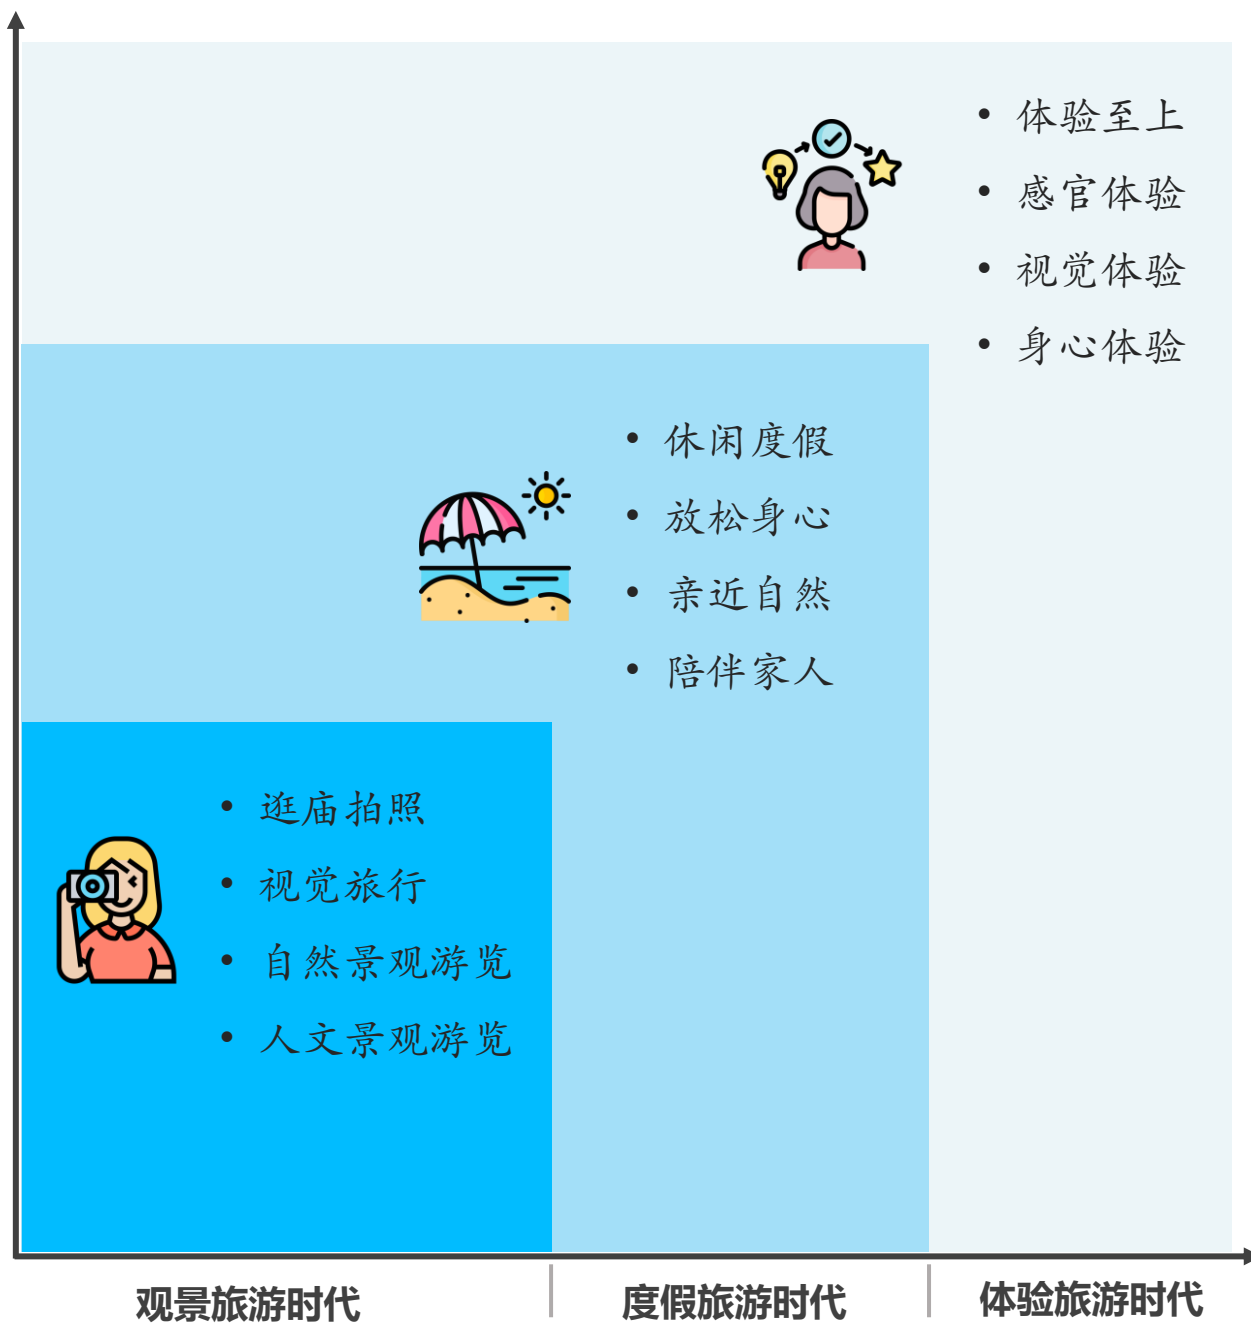 • 体验至上
• 感官体验
• 视觉体验
• 身心体验
• 休闲度假
• 放松身心
• 亲近自然
• 陪伴家人
• 逛庙拍照
• 视觉旅行
• 自然景观游览
• 人文景观游览
观景旅游时代
度假旅游时代
体验旅游时代